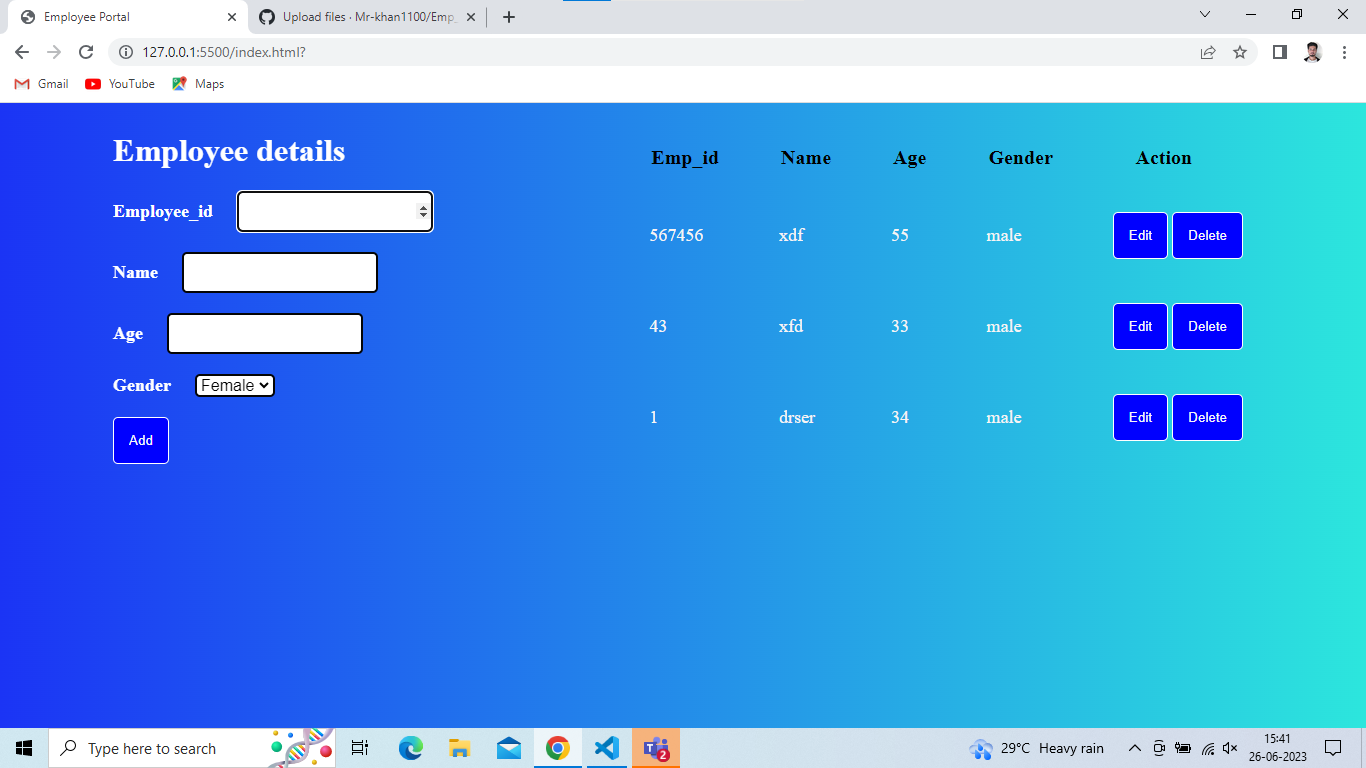 Employee Portal
Upload files · Mr-khan1100/Emp_
127.0.0.1:5500/index.html?
Gmail
YouTube
Maps
Employee details
Employee_id
Name
Age
Gender
Female
Add
Emp_id Name Age Gender Action
567456 xdf 55 male Edit Delete
43 xfd 33 male Edit Delete
1 drser 34 male Edit Delete
Type here to search
2
29°C Heavy rain
15:41
26-06-2023